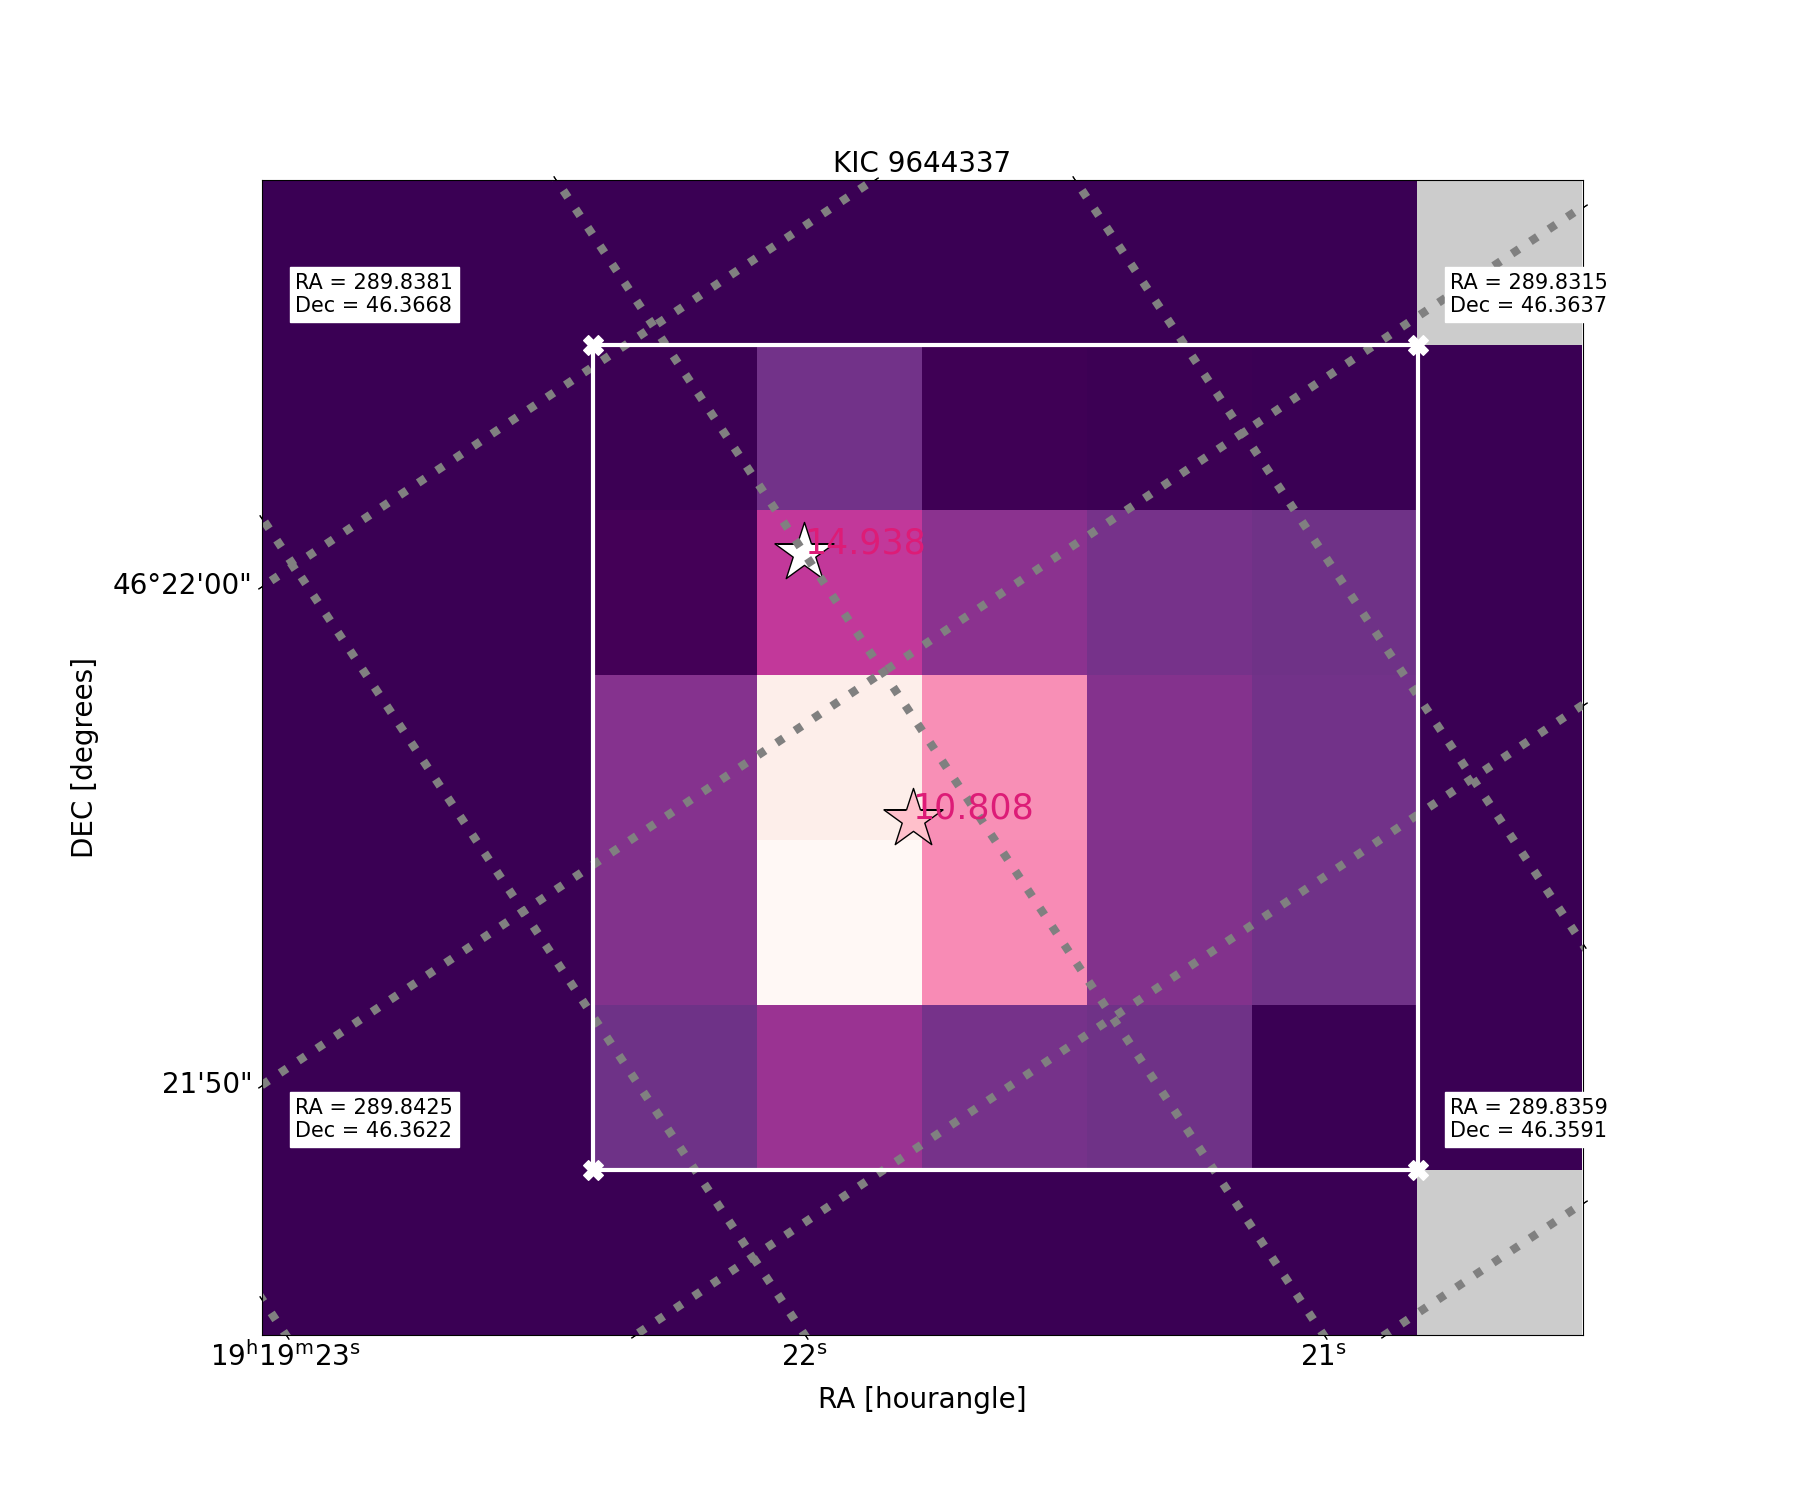 KIC 9644337
RA = 289.8381
Dec = 46.3668
RA = 289.8315
Dec = 46.3637
14.938
46°22'00"
DEC [degrees]
10.808
21'50"
RA = 289.8425
Dec = 46.3622
RA = 289.8359
Dec = 46.3591
19ʰ19ᵐ23ˢ
22ˢ
21ˢ
RA [hourangle]